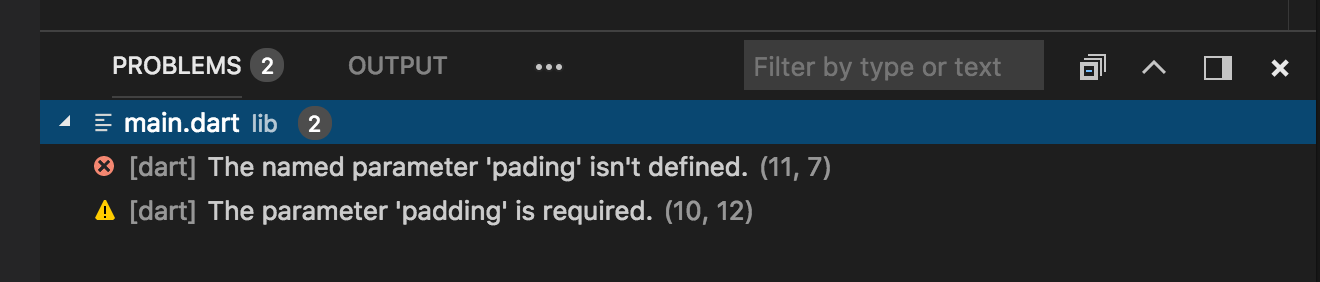 PROBLEMS 2 OUTPUT ••• Filter by type or text
main.dart lib 2
[dart] The named parameter 'pading' isn't defined. (11, 7)
[dart] The parameter 'padding' is required. (10, 12)